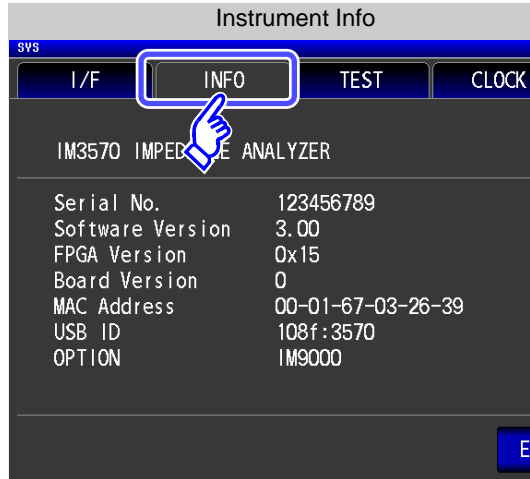 Instrument Info
SYS
I/F INFO TEST CLOCK
IM3570 ANALYZER
Serial No. 123456789
Software Version 3.00
FPGA Version 0x15
Board Version 0
MAC Address 00-01-67-03-26-39
USB ID 108f:3570
OPTION IM9000
E